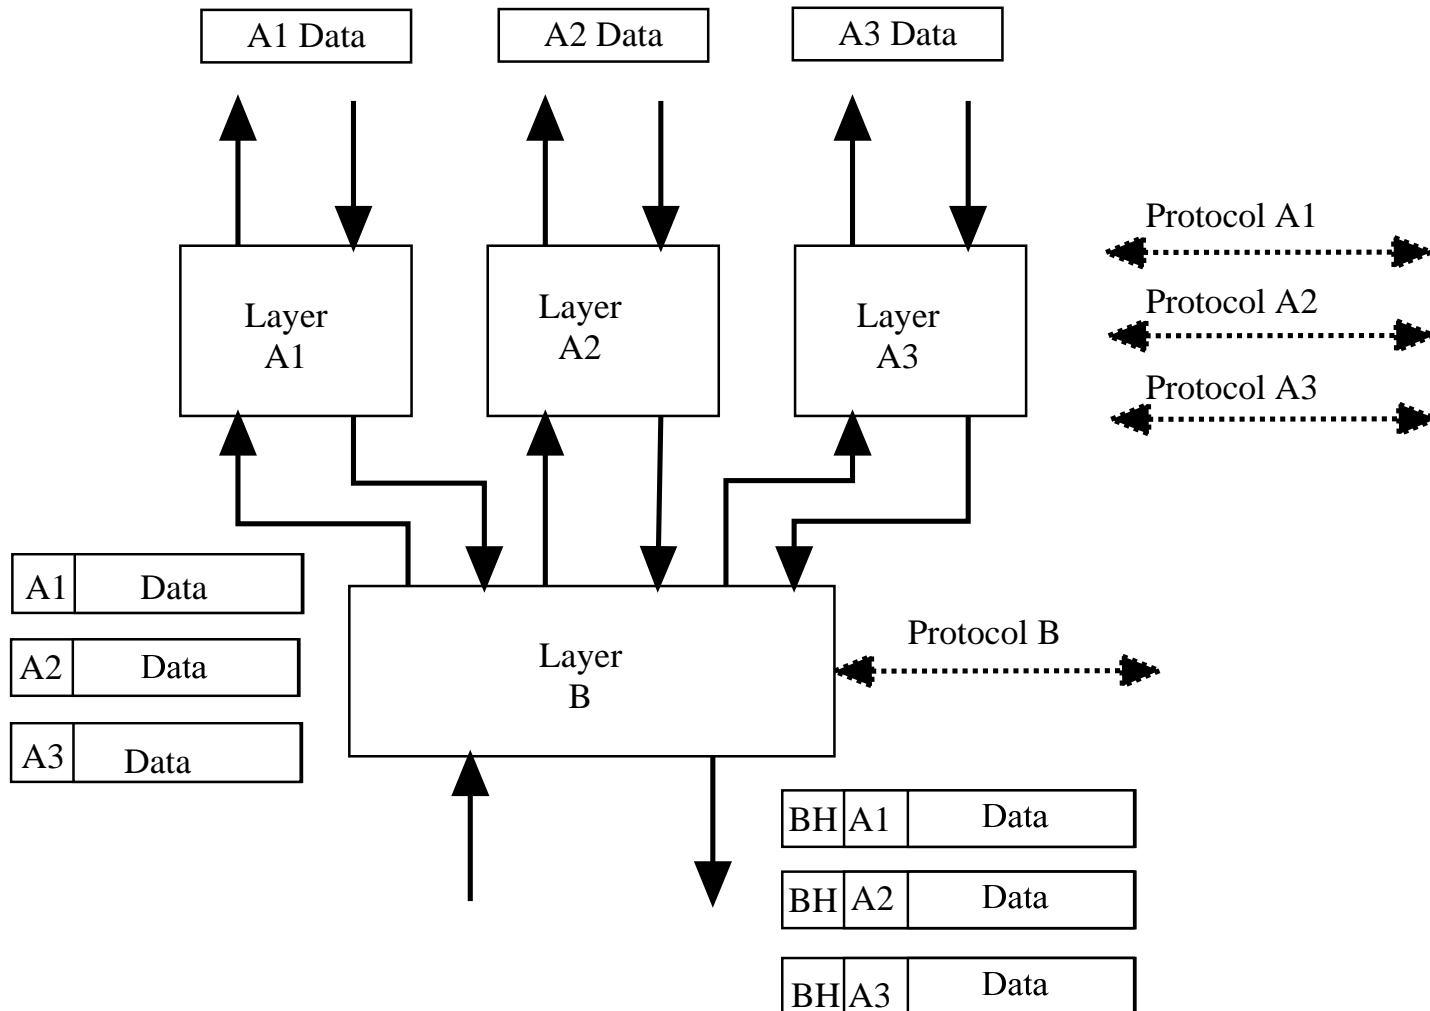 A1 Data
A2 Data
A3 Data
Protocol A1
Layer
A1
Layer
A2
Layer
A3
Protocol A2
Protocol A3
A1 Data
A2 Data
A3 Data
Layer
B
Protocol B
BH A1 Data
BH A2 Data
BH A3 Data